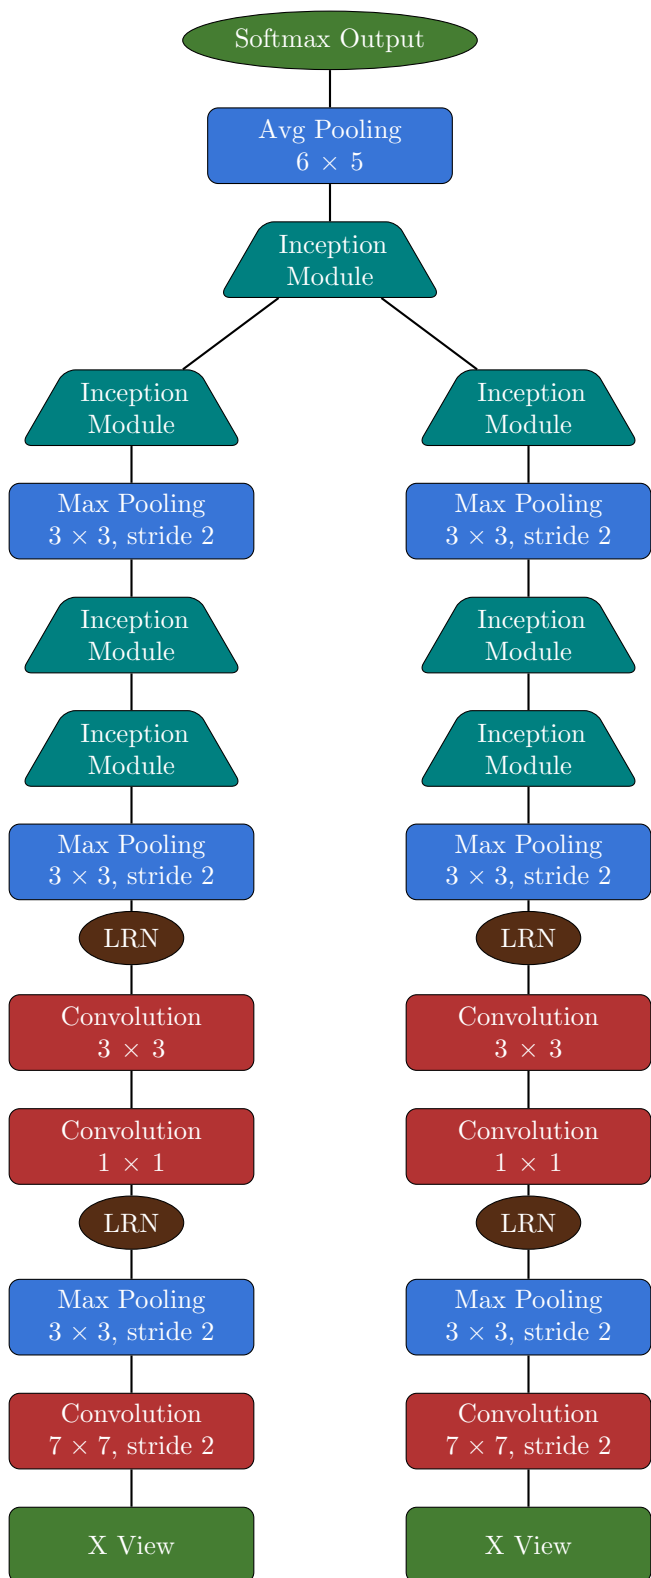 Softmax Output
Avg Pooling
6 × 5
Inception
Module
Inception
Module
Inception
Module
Max Pooling
3 × 3, stride 2
Max Pooling
3 × 3, stride 2
Inception
Module
Inception
Module
Inception
Module
Inception
Module
Max Pooling
3 × 3, stride 2
Max Pooling
3 × 3, stride 2
LRN
LRN
Convolution
3 × 3
Convolution
3 × 3
Convolution
1 × 1
Convolution
1 × 1
LRN
LRN
Max Pooling
3 × 3, stride 2
Max Pooling
3 × 3, stride 2
Convolution
7 × 7, stride 2
Convolution
7 × 7, stride 2
X View
X View